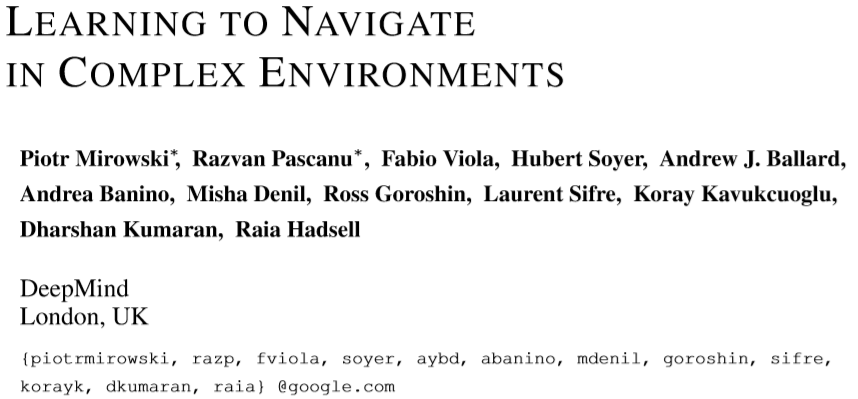 LEARNING TO NAVIGATE
IN COMPLEX ENVIRONMENTS
Piotr Mirowski*, Razvan Pascanu*, Fabio Viola, Hubert Soyer, Andrew J. Ballard,
Andrea Banino, Misha Denil, Ross Goroshin, Laurent Sifre, Koray Kavukcuoglu,
Dharshan Kumaran, Raia Hadsell
DeepMind
London, UK
{piotrmirowski, razp, fviola, soyer, aybd, abanino, mdenil, goroshin, sifre,
korayk, dkumaran, raia} @google.com